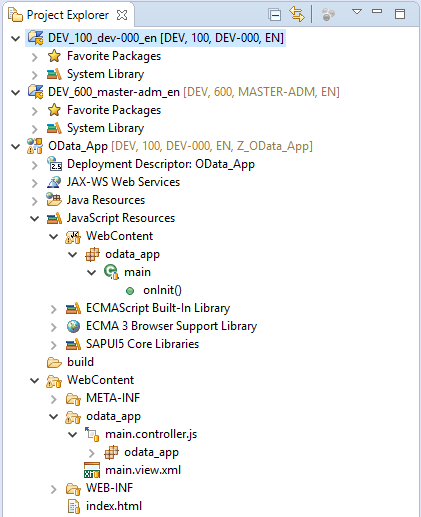 Project Explorer
DEV_100_dev-000_en [DEV, 100, DEV-000, EN]
Favorite Packages
System Library
DEV_600_master-adm_en [DEV, 600, MASTER-ADM, EN]
Favorite Packages
System Library
OData_App [DEV, 100, DEV-000, EN, Z_OData_App]
2.5 Deployment Descriptor: OData_App
JAX-WS Web Services
Java Resources
JavaScript Resources
WebContent
odata_app
main
onInit()
ECMAScript Built-In Library
ECMA 3 Browser Support Library
SAPUI5 Core Libraries
build
WebContent
META-INF
odata_app
main.controller.js
odata_app
main.view.xml
WEB-INF
index.html